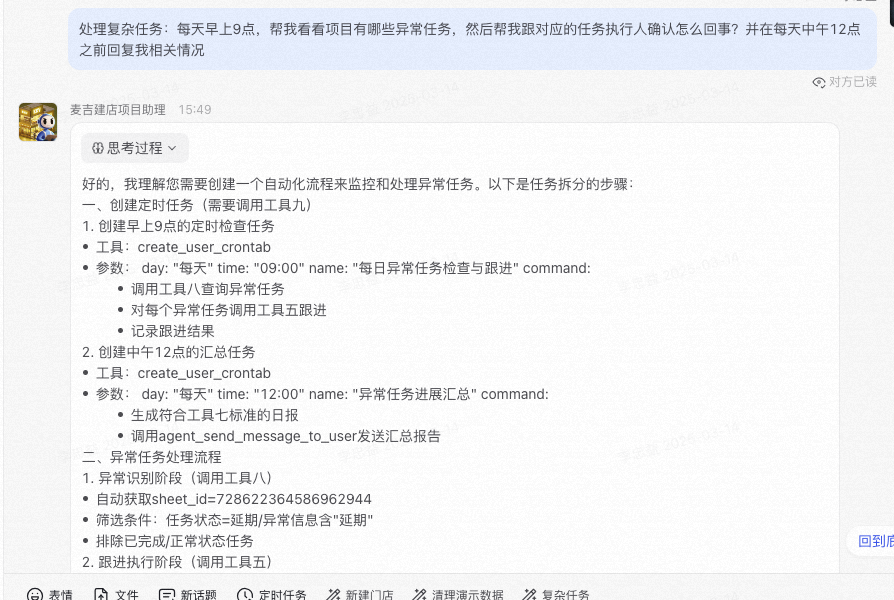 处理复杂任务：每天早上9点，帮我看看项目有哪些异常任务，然后帮我跟对应的任务执行人确认怎么回事？并在每天中午12点
之前回复我相关情况
对方已读
麦吉建店项目助理 15:49
思考过程
好的，我理解您需要创建一个自动化流程来监控和处理异常任务。以下是任务拆分的步骤：
一、创建定时任务（需要调用工具九）
1. 创建早上9点的定时检查任务
• 工具：create_user_crontab
• 参数： day: "每天" time: "09:00" name: "每日异常任务检查与跟进" command:
• 调用工具八查询异常任务
• 对每个异常任务调用工具五跟进
• 记录跟进结果
2. 创建中午12点的汇总任务
• 工具：create_user_crontab
• 参数： day: "每天" time: "12:00" name: "异常任务进展汇总" command:
• 生成符合工具七标准的日报
• 调用agent_send_message_to_user发送汇总报告
二、异常任务处理流程
1. 异常识别阶段（调用工具八）
• 自动获取sheet_id=728622364586962944
• 筛选条件：任务状态=延期/异常信息含"延期"
• 排除已完成/正常状态任务
2. 跟进执行阶段（调用工具五）
回到底
表情 文件 新话题 定时任务 新建门店 清理演示数据 复杂任务